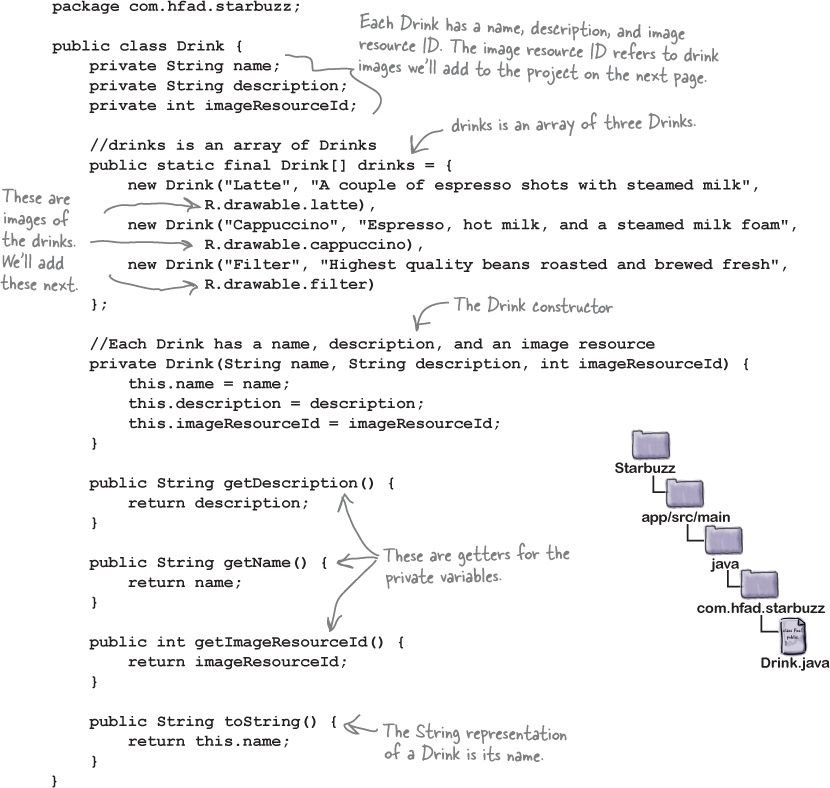 package com.hfad.starbuzz;
Each Drink has a name, description, and image
resource ID. The image resource ID refers to drink
images we'll add to the project on the next page.
public class Drink {
private String name;
private String description;
private int imageResourceId;
drinks is an array of three Drinks.
//drinks is an array of Drinks
public static final Drink[] drinks = {
new Drink("Latte", "A couple of espresso shots with steamed milk",
R.drawable.latte),
new Drink("Cappuccino", "Espresso, hot milk, and a steamed milk foam",
R.drawable.cappuccino),
new Drink("Filter", "Highest quality beans roasted and brewed fresh",
R.drawable.filter)
};
These are
images of
the drinks.
We'll add
these next.
The Drink constructor
//Each Drink has a name, description, and an image resource
private Drink(String name, String description, int imageResourceId) {
this.name = name;
this.description = description;
this.imageResourceId = imageResourceId;
}
public String getDescription() {
return description;
}
public String getName() {
return name;
}
These are getters for the
private variables.
public int getImageResourceId() {
return imageResourceId;
}
public String toString() {
return this.name;
}
The String representation
of a Drink is its name.
}
Starbuzz
app/src/main
java
com.hfad.starbuzz
Drink.java